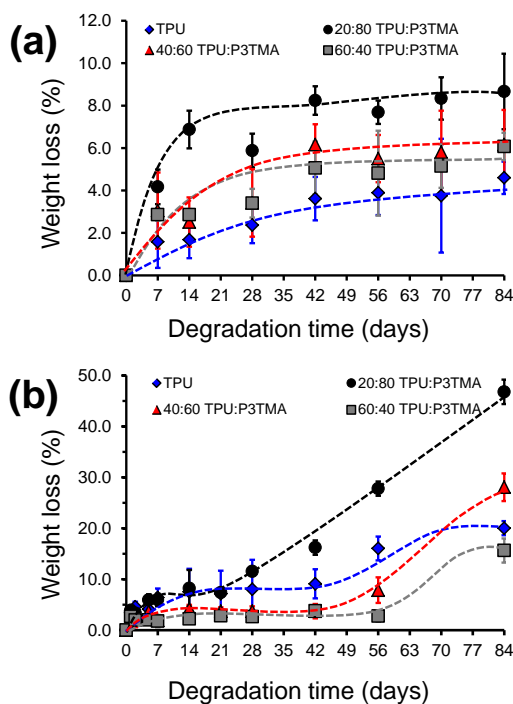 (a)
TPU
20:80 TPU:P3TMA
40:60 TPU:P3TMA
60:40 TPU:P3TMA
Weight loss (%)
12.0
10.0
8.0
6.0
4.0
2.0
0.0
0 7 14 21 28 35 42 49 56 63 70 77 84
Degradation time (days)
(b)
TPU
20:80 TPU:P3TMA
40:60 TPU:P3TMA
60:40 TPU:P3TMA
Weight loss (%)
50.0
40.0
30.0
20.0
10.0
0.0
0 7 14 21 28 35 42 49 56 63 70 77 84
Degradation time (days)